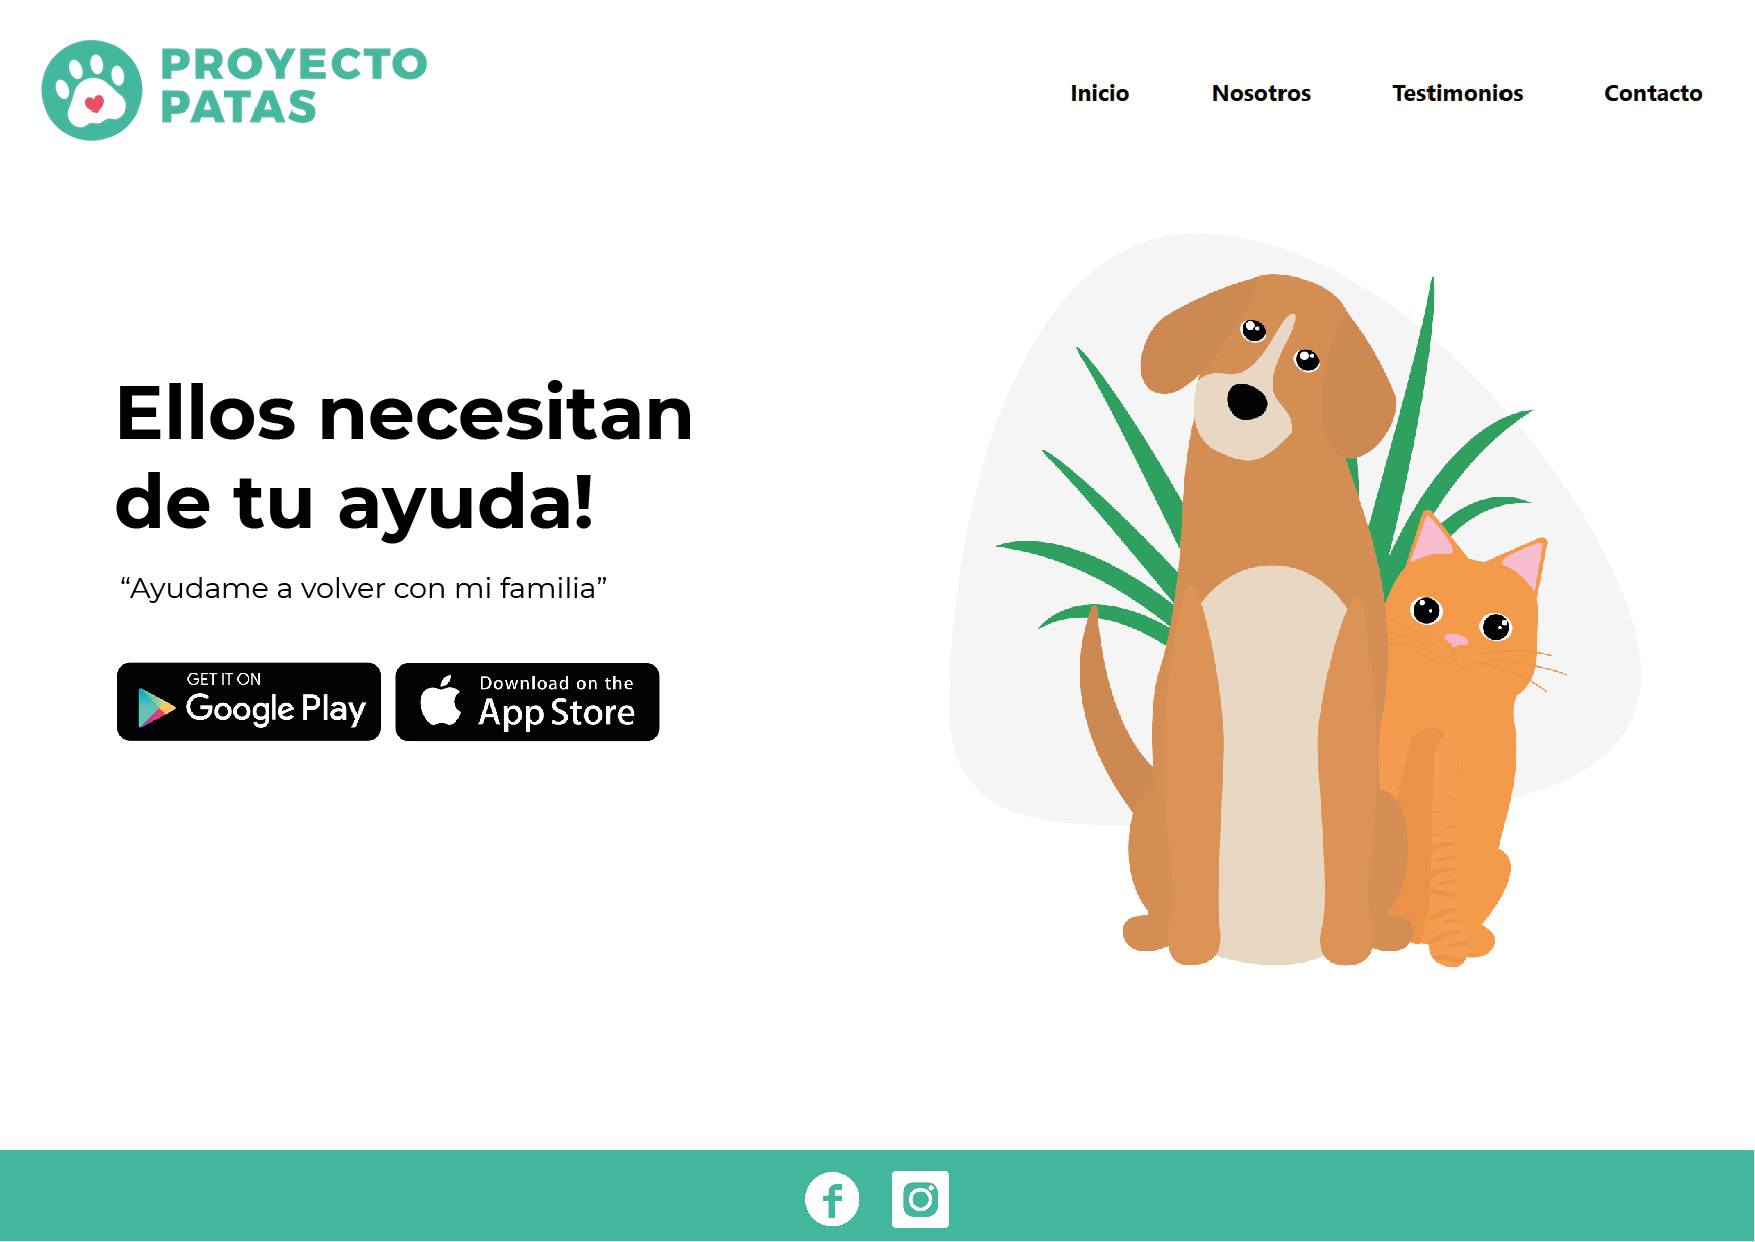 PROYECTO
PATAS
Inicio Nosotros Testimonios Contacto
Ellos necesitan
de tu ayuda!
“Ayudame a volver con mi familia”
GET IT ON
Google Play
Download on the
App Store